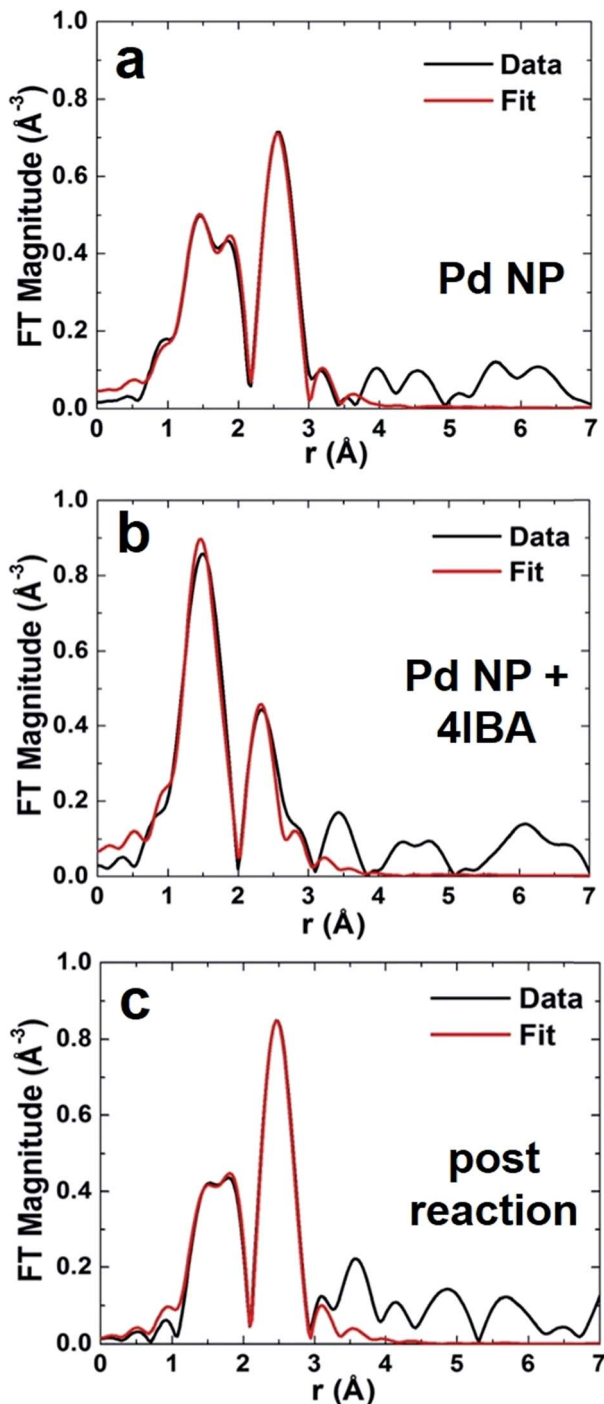 1.0
a
Data
Fit
0.8
0.6
FT Magnitude (Å⁻³)
0.4
Pd NP
0.2
0.0
0 1 2 3 4 5 6 7
r (Å)
1.0
b
Data
Fit
0.8
0.6
FT Magnitude (Å⁻³)
Pd NP +
4IBA
0.4
0.2
0.0
0 1 2 3 4 5 6 7
r (Å)
1.0
c
Data
Fit
0.8
0.6
FT Magnitude (Å⁻³)
post
reaction
0.4
0.2
0.0
0 1 2 3 4 5 6 7
r (Å)